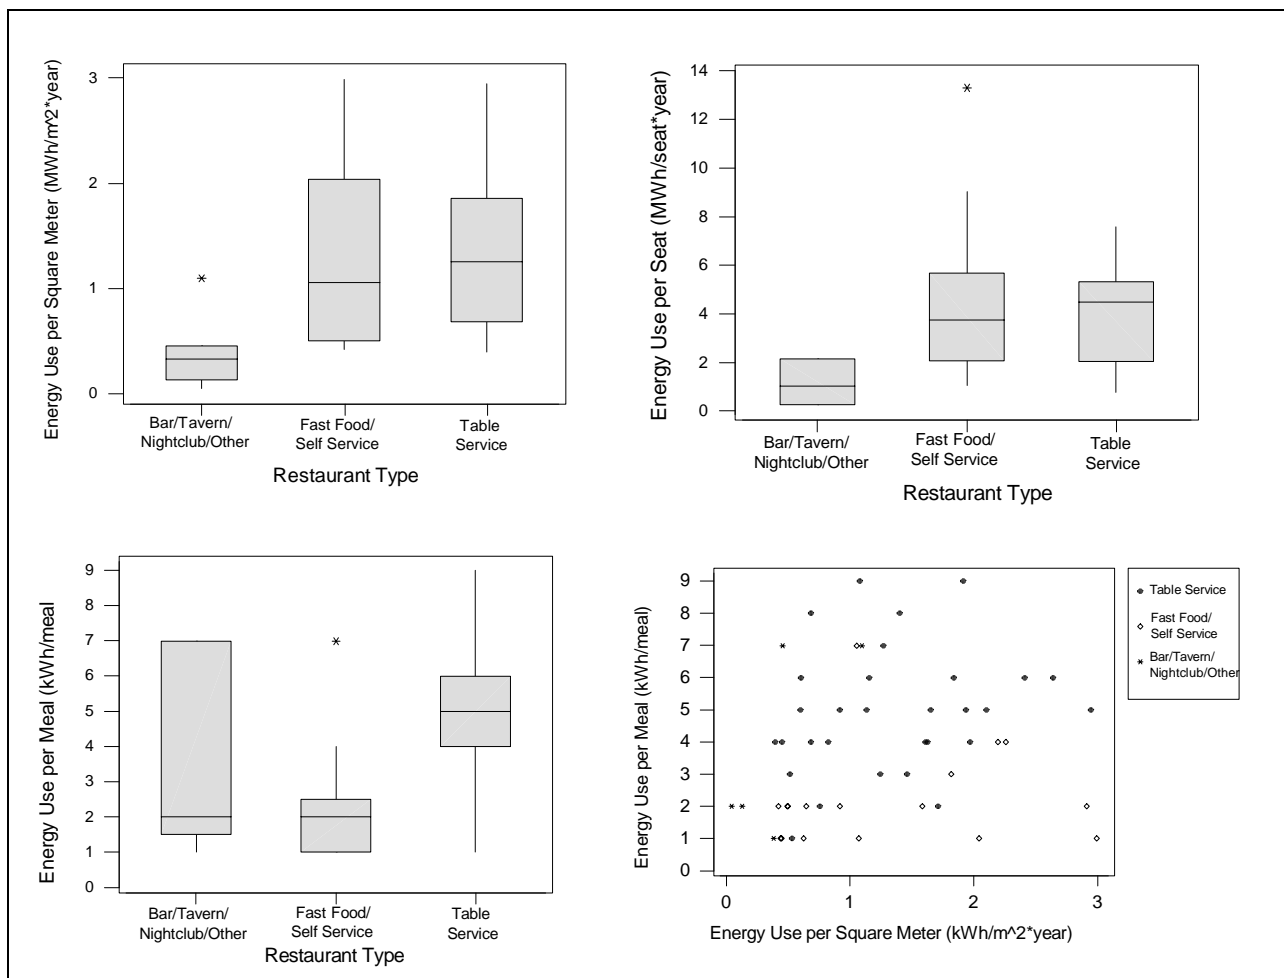 Energy Use per Square Meter (MWh/m^2*year)
3
2
1
0
Bar/Tavern/
Nightclub/Other
Fast Food/
Self Service
Table
Service
Restaurant Type
Energy Use per Seat (MWh/seat*year)
14
12
10
8
6
4
2
0
Bar/Tavern/
Nightclub/Other
Fast Food/
Self Service
Table
Service
Restaurant Type
Energy Use per Meal (kWh/meal)
9
8
7
6
5
4
3
2
1
0
Bar/Tavern/
Nightclub/Other
Fast Food/
Self Service
Table
Service
Restaurant Type
Energy Use per Meal (kWh/meal)
9
8
7
6
5
4
3
2
1
0
0 1 2 3
Energy Use per Square Meter (kWh/m^2*year)
Table Service
Fast Food/
Self Service
Bar/Tavern/
Nightclub/Other